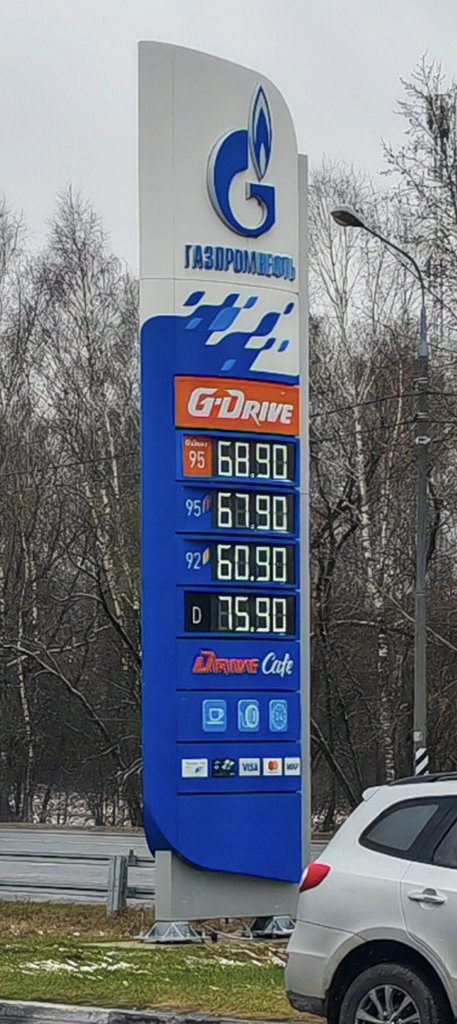 ГАЗПРОМНЕФТЬ
G-DRIVE
G-DRIVE
95 68.90
95 67.90
92 60.90
D 75.90
DRIVE Cafe
VISA МИР